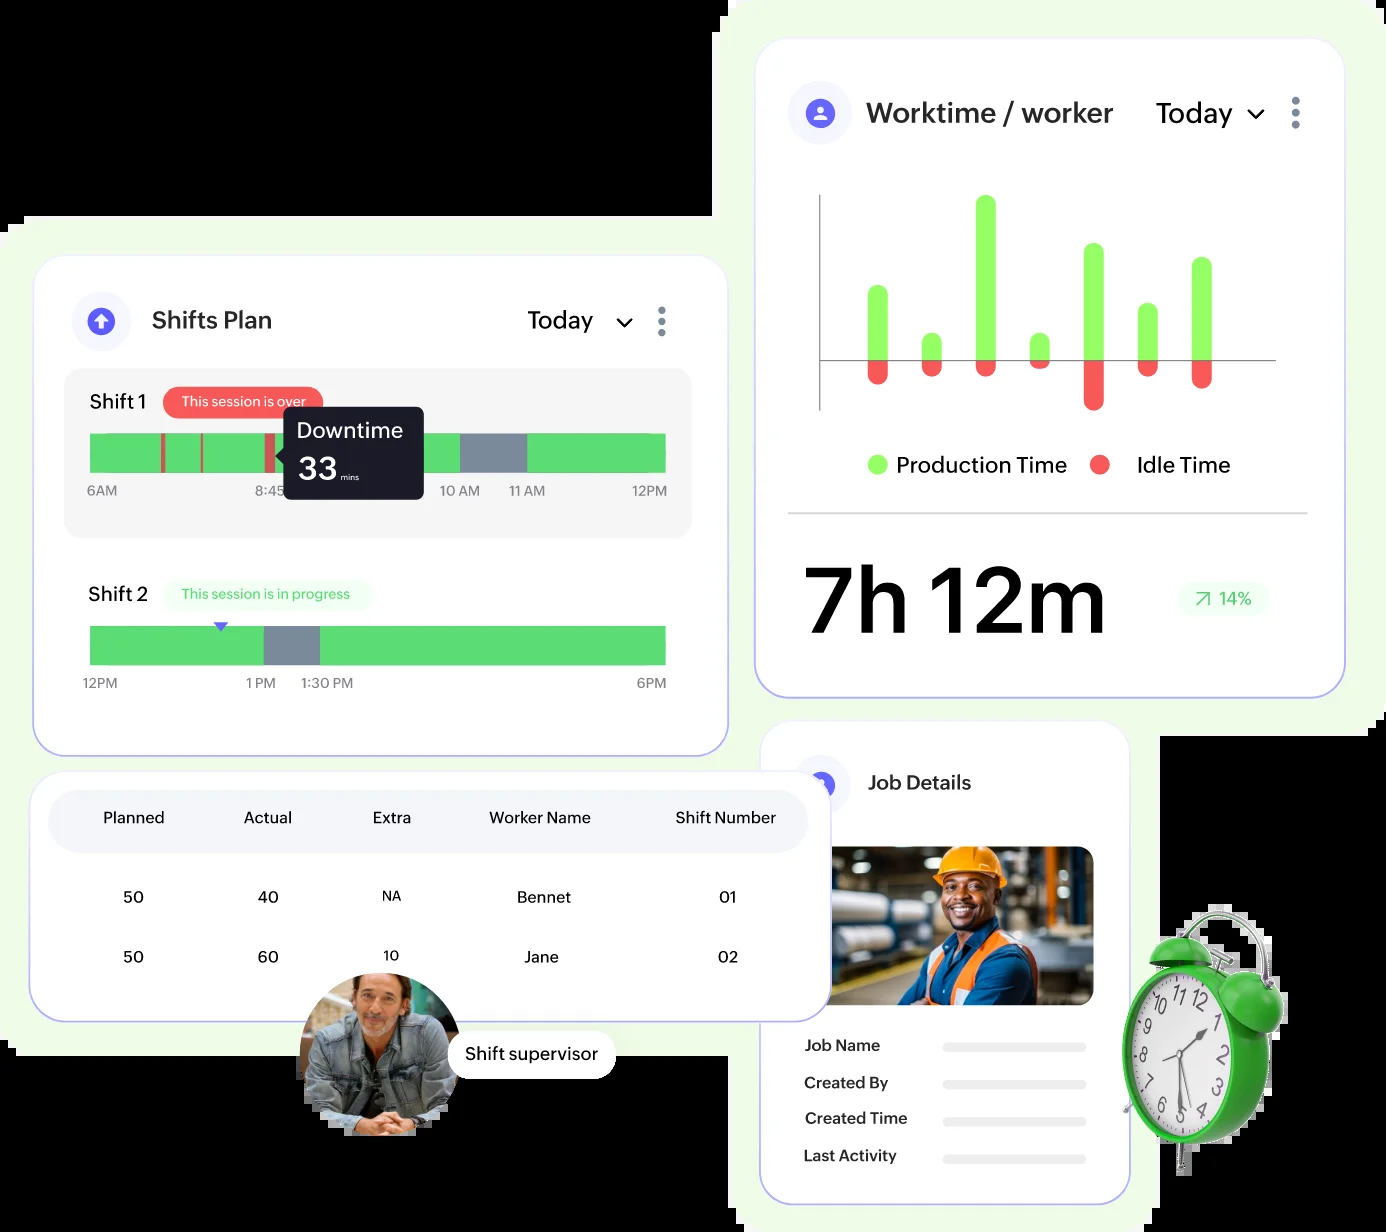 Worktime / worker
Today
Production Time
Idle Time
7h 12m
14%
Shifts Plan
Today
Shift 1
This session is over
Downtime
33 mins
6AM
8:45
10 AM
11 AM
12PM
Shift 2
This session is in progress
12PM
1 PM
1:30 PM
6PM
Planned Actual Extra Worker Name Shift Number
50 40 NA Bennet 01
50 60 10 Jane 02
Shift supervisor
Job Details
Job Name
Created By
Created Time
Last Activity
11
12
1
2
3
4
5
6
7
8
9
10